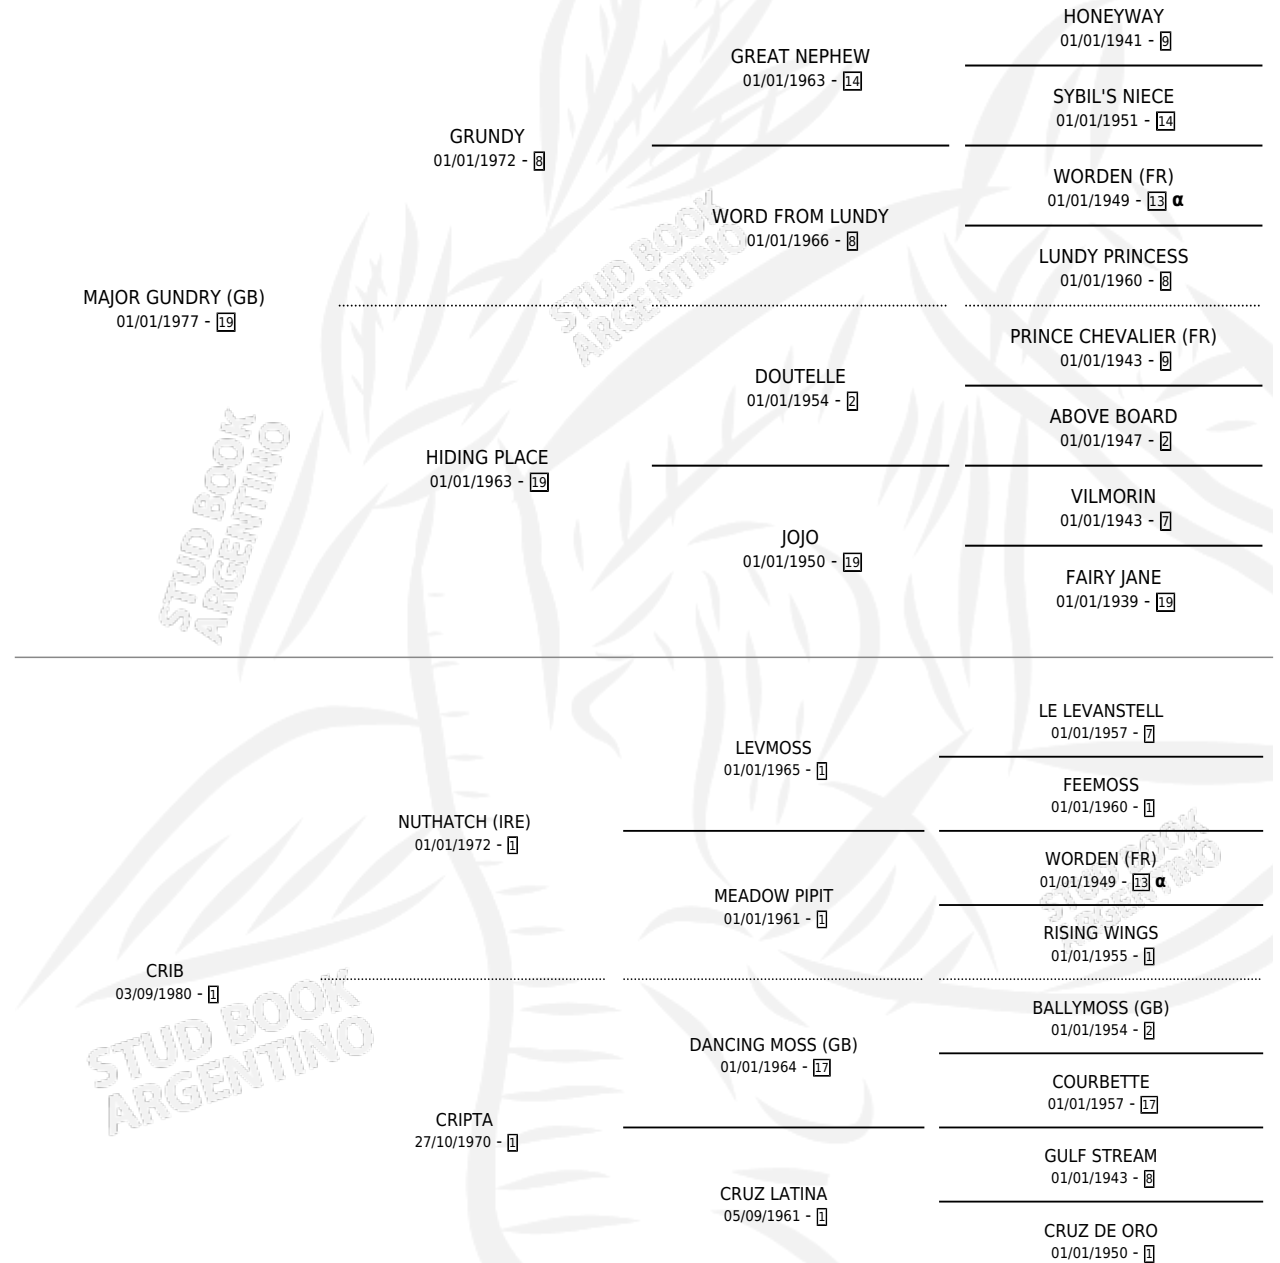 HONEYWAY
01/01/1941 - 9
GREAT NEPHEW
01/01/1963 - 14
SYBIL'S NIECE
01/01/1951 - 14
GRUNDY
01/01/1972 - 8
WORDEN (FR)
01/01/1949 - 13 α
WORD FROM LUNDY
01/01/1966 - 8
LUNDY PRINCESS
01/01/1960 - 8
MAJOR GUNDRY (GB)
01/01/1977 - 19
PRINCE CHEVALIER (FR)
01/01/1943 - 9
DOUTELLE
01/01/1954 - 2
ABOVE BOARD
01/01/1947 - 2
HIDING PLACE
01/01/1963 - 19
VILMORIN
01/01/1943 - 7
JOJO
01/01/1950 - 19
FAIRY JANE
01/01/1939 - 19
STUD BOOK
ARGENTINO
STUD BOOK
ARGENTINO
LE LEVANSTELL
01/01/1957 - 7
LEVMOSS
01/01/1965 - 1
FEEMOSS
01/01/1960 - 1
NUTHATCH (IRE)
01/01/1972 - 1
WORDEN (FR)
01/01/1949 - 13 α
MEADOW PIPIT
01/01/1961 - 1
RISING WINGS
01/01/1955 - 1
CRIB
03/09/1980 - 1
BALLYMOSS (GB)
01/01/1954 - 2
DANCING MOSS (GB)
01/01/1964 - 17
COURBETTE
01/01/1957 - 17
CRIPTA
27/10/1970 - 1
GULF STREAM
01/01/1943 - 8
CRUZ LATINA
05/09/1961 - 1
CRUZ DE ORO
01/01/1950 - 1
STUD BOOK
ARGENTINO
STUD BOOK
ARGENTINO